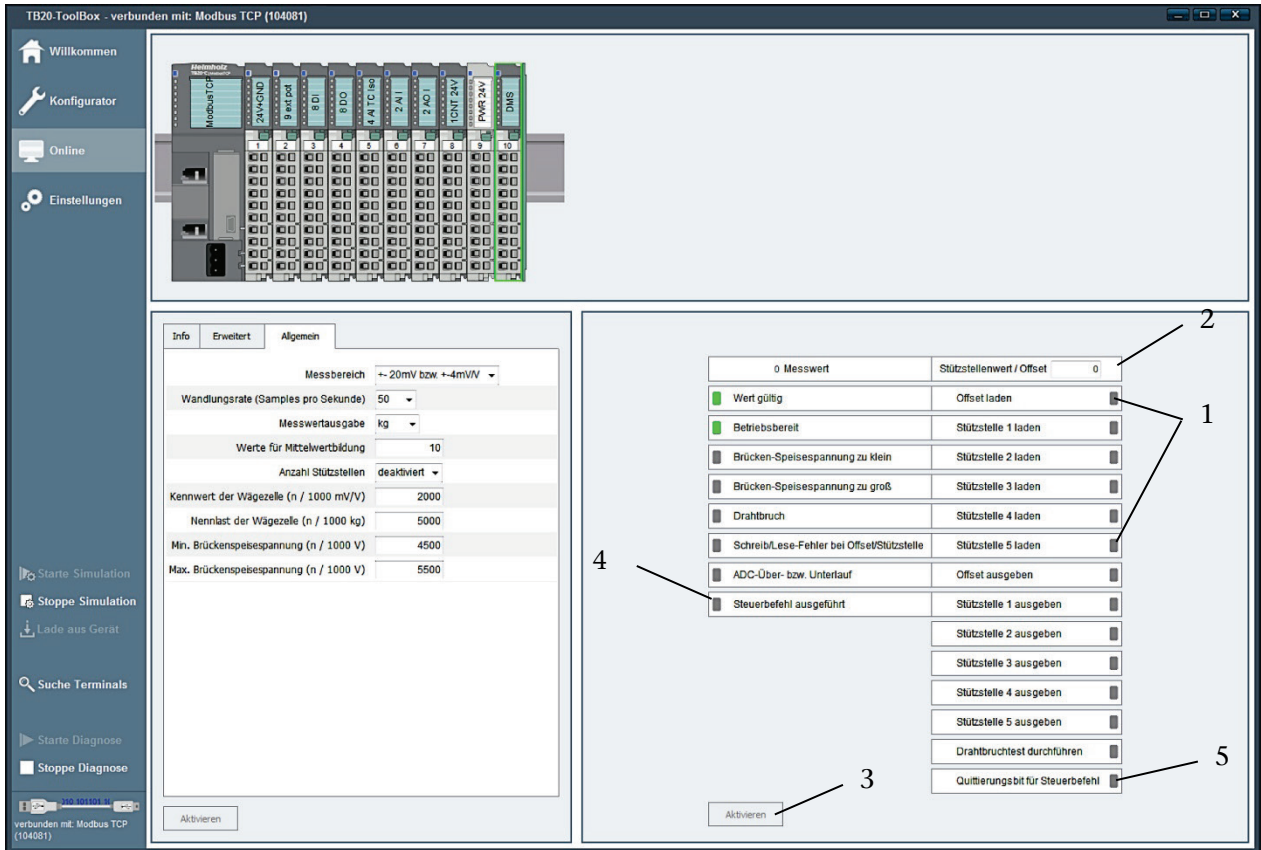 TB20-ToolBox - verbunden mit: Modbus TCP (104081)
Willkommen
Konfigurator
Online
Einstellungen
Starte Simulation
Stoppe Simulation
Lade aus Gerät
Suche Terminals
Starte Diagnose
Stoppe Diagnose
verbunden mit: Modbus TCP
(104081)
Helmholz
ModbusTCP
24V+GND
9 ext pot
8 DI
8 DO
4 AI TC Iso
2 AI I
2 AO I
1CNT 24V
PWR 24V
DMS
1 2 3 4 5 6 7 8 9 10
Info Erweitert Allgemein
Messbereich +- 20mV bzw. +-4mV/V
Wandlungsrate (Samples pro Sekunde) 50
Messwertausgabe kg
Werte für Mittelwertbildung 10
Anzahl Stützstellen deaktiviert
Kennwert der Wägezelle (n / 1000 mV/V) 2000
Nennlast der Wägezelle (n / 1000 kg) 5000
Min. Brückenspeisespannung (n / 1000 V) 4500
Max. Brückenspeisespannung (n / 1000 V) 5500
Aktivieren
2
0 Messwert Stützstellenwert / Offset 0
Wert gültig Offset laden
1
Betriebsbereit Stützstelle 1 laden
Brücken-Speisespannung zu klein Stützstelle 2 laden
Brücken-Speisespannung zu groß Stützstelle 3 laden
Drahtbruch Stützstelle 4 laden
Schreib/Lese-Fehler bei Offset/Stützstelle Stützstelle 5 laden
4
ADC-Über- bzw. Unterlauf Offset ausgeben
Steuerbefehl ausgeführt Stützstelle 1 ausgeben
Stützstelle 2 ausgeben
Stützstelle 3 ausgeben
Stützstelle 4 ausgeben
Stützstelle 5 ausgeben
Drahtbruchtest durchführen
5
Quittierungsbit für Steuerbefehl
3
Aktivieren